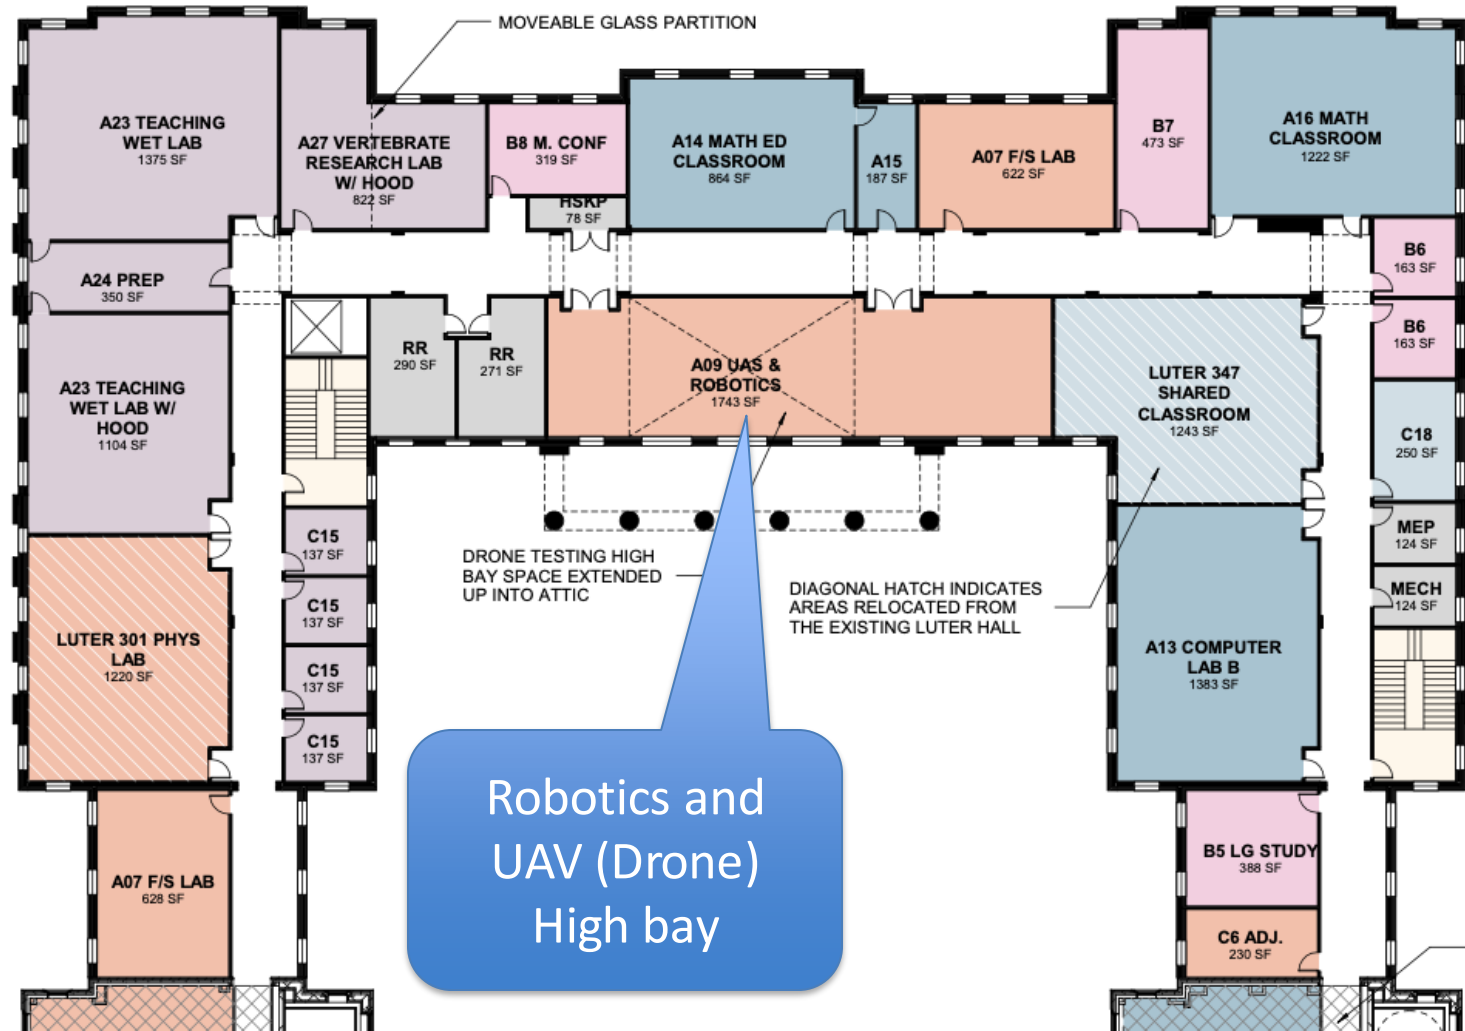 MOVEABLE GLASS PARTITION
A23 TEACHING
WET LAB
1375 SF
A27 VERTEBRATE
RESEARCH LAB
W/ HOOD
822 SF
B8 M. CONF
319 SF
HSKP
78 SF
A14 MATH ED
CLASSROOM
864 SF
A15
187 SF
A07 F/S LAB
622 SF
B7
473 SF
A16 MATH
CLASSROOM
1222 SF
A24 PREP
350 SF
B6
163 SF
B6
163 SF
A23 TEACHING
WET LAB W/
HOOD
1104 SF
RR
290 SF
RR
271 SF
A09 UAS &
ROBOTICS
1743 SF
LUTER 347
SHARED
CLASSROOM
1243 SF
C18
250 SF
C15
137 SF
C15
137 SF
C15
137 SF
C15
137 SF
MEP
124 SF
MECH
124 SF
DRONE TESTING HIGH
BAY SPACE EXTENDED
UP INTO ATTIC
DIAGONAL HATCH INDICATES
AREAS RELOCATED FROM
THE EXISTING LUTER HALL
LUTER 301 PHYS
LAB
1220 SF
A13 COMPUTER
LAB B
1383 SF
Robotics and
UAV (Drone)
High bay
A07 F/S LAB
628 SF
B5 LG STUDY
388 SF
C6 ADJ.
230 SF